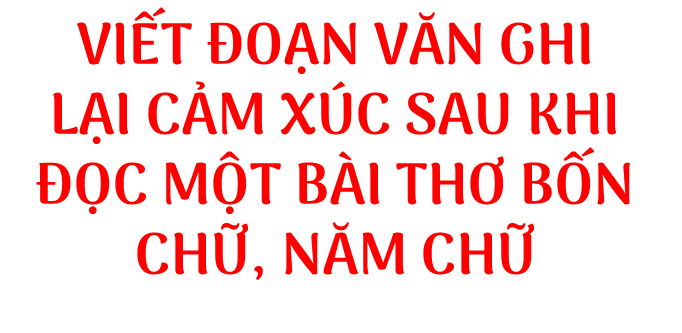 VIẾT ĐOẠN VĂN GHI
LẠI CẢM XÚC SAU KHI
ĐỌC MỘT BÀI THƠ BỐN
CHỮ, NĂM CHỮ